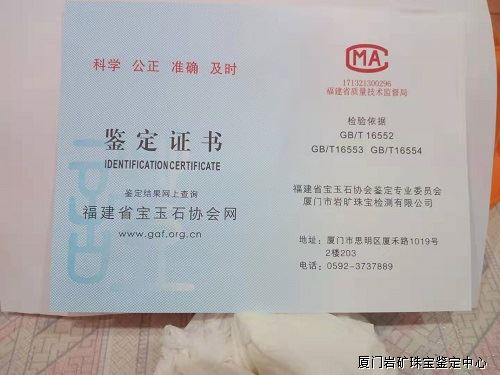 科学 公正 准确 及时
鉴定证书
IDENTIFICATION CERTIFICATE
鉴定结果网上查询
福建省宝玉石协会网
www.gaf.org.cn
MA
171321300296
福建省质量技术监督局
检验依据
GB/T 16552
GB/T16553 GB/T16554
福建省宝玉石协会鉴定专业委员会
厦门市岩矿珠宝检测有限公司
地址：厦门市思明区厦禾路1019号
2楼203
电话：0592-3737889
厦门岩矿珠宝鉴定中心